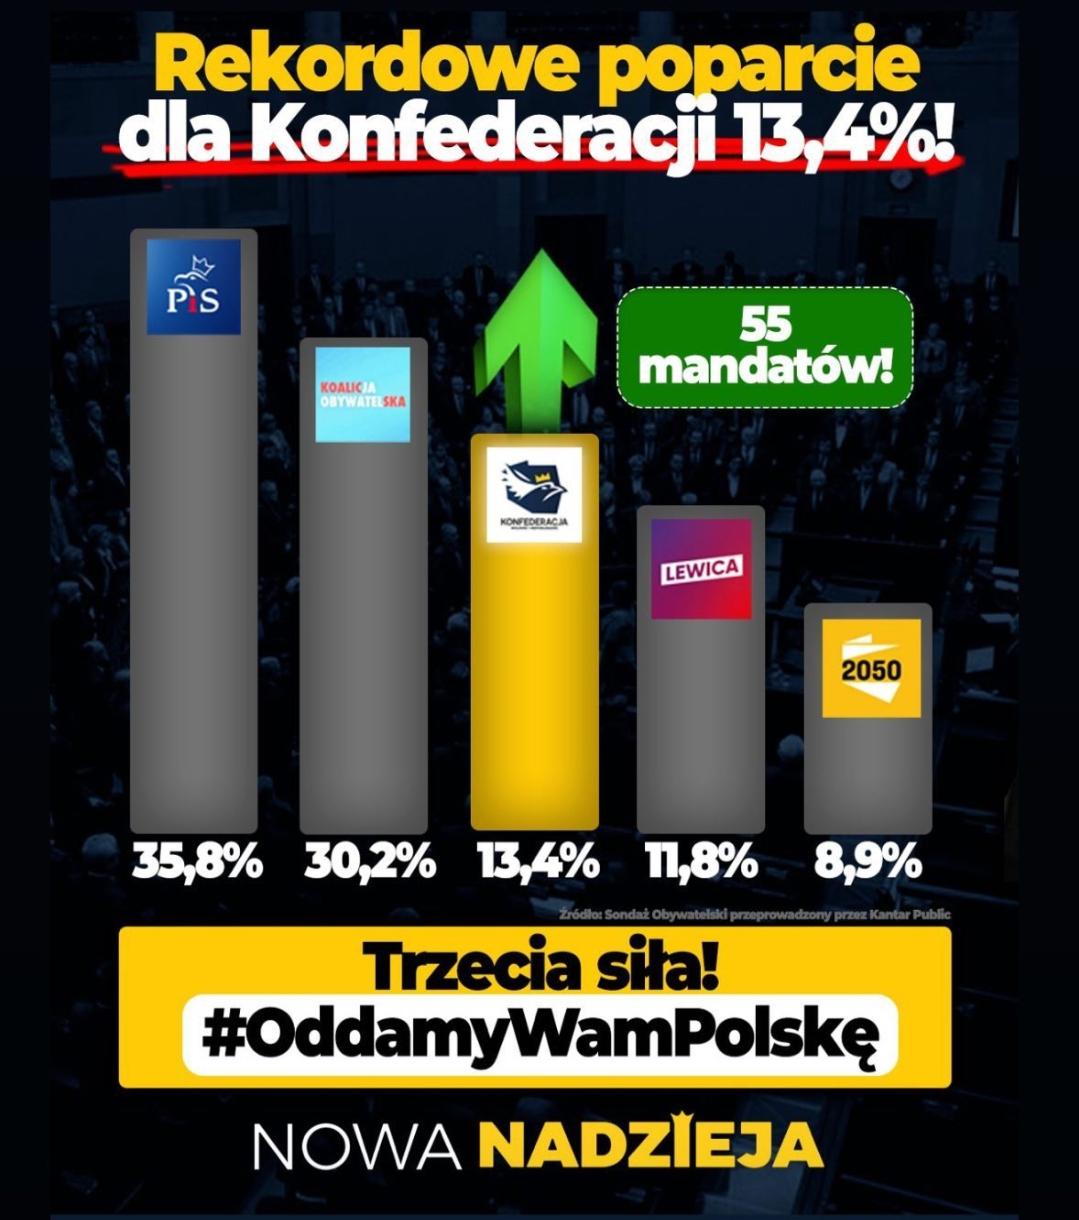 Rekordowe poparcie
dla Konfederacji 13,4%!
PiS
KOALICJA
OBYWATELSKA
55
mandatów!
KONFEDERACJA
LEWICA
2050
35,8% 30,2% 13,4% 11,8% 8,9%
Źródło: Sondaż Obywatelski przeprowadzony przez Kantar Public
Trzecia siła!
#OddamyWamPolskę
NOWA NADZIEJA